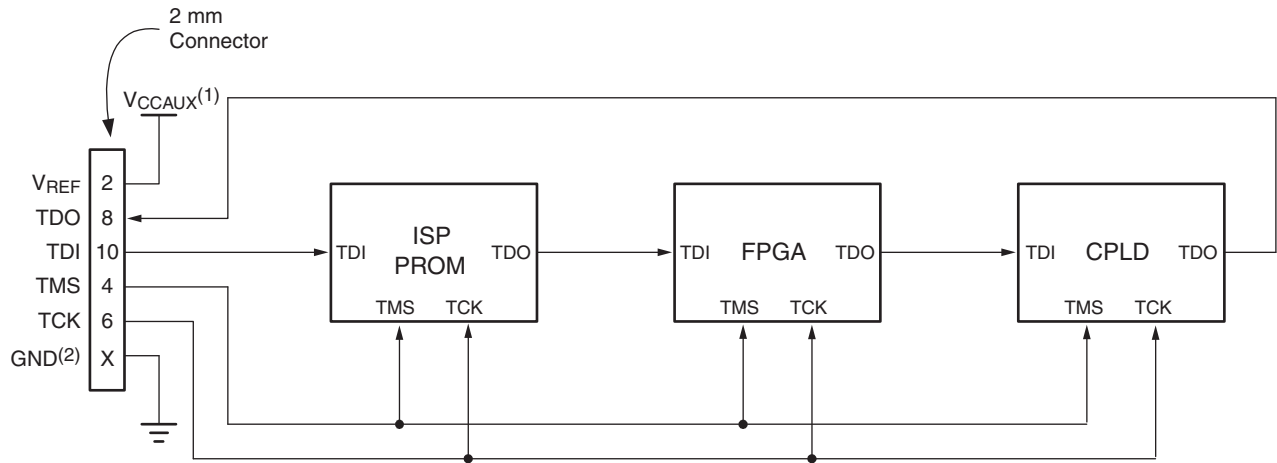 2 mm
Connector
VCCAUX(1)
VREF 2
TDO 8
TDI 10
TMS 4
TCK 6
GND(2) X
TDI ISP PROM TDO
TMS TCK
TDI FPGA TDO
TMS TCK
TDI CPLD TDO
TMS TCK